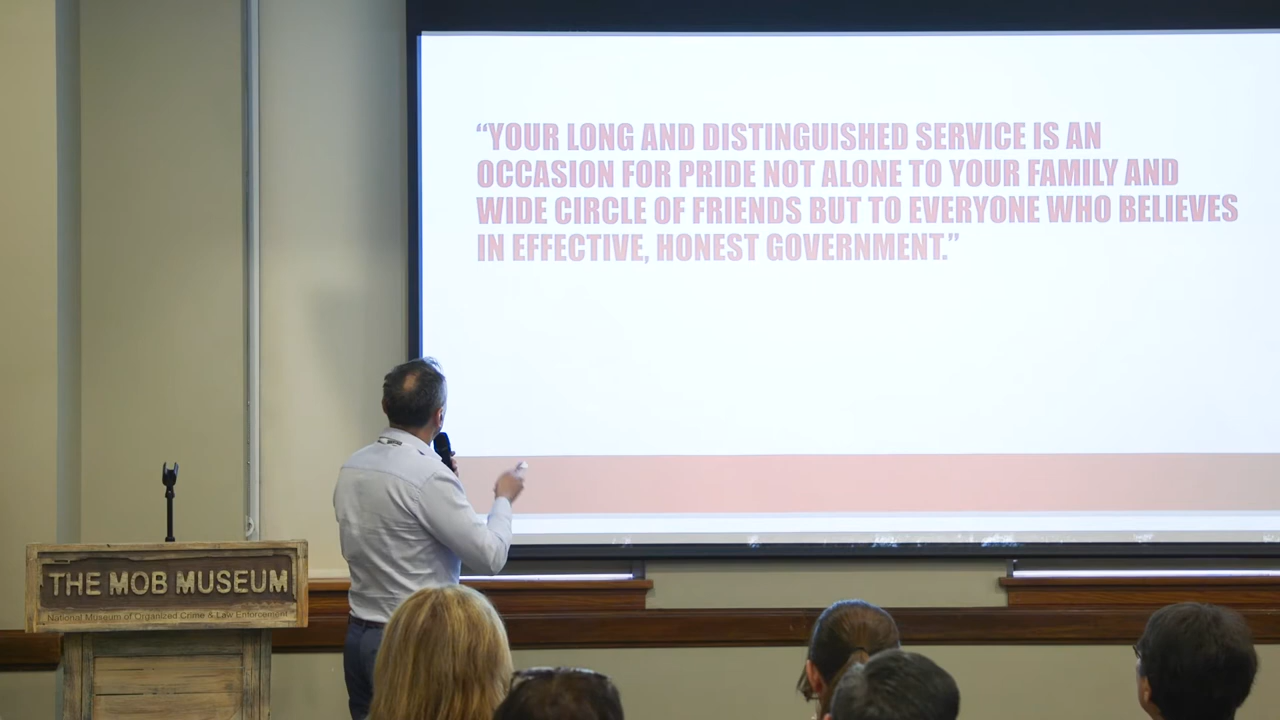 “YOUR LONG AND DISTINGUISHED SERVICE IS AN
OCCASION FOR PRIDE NOT ALONE TO YOUR FAMILY AND
WIDE CIRCLE OF FRIENDS BUT TO EVERYONE WHO BELIEVES
IN EFFECTIVE, HONEST GOVERNMENT.”
THE MOB MUSEUM
National Museum of Organized Crime & Law Enforcement